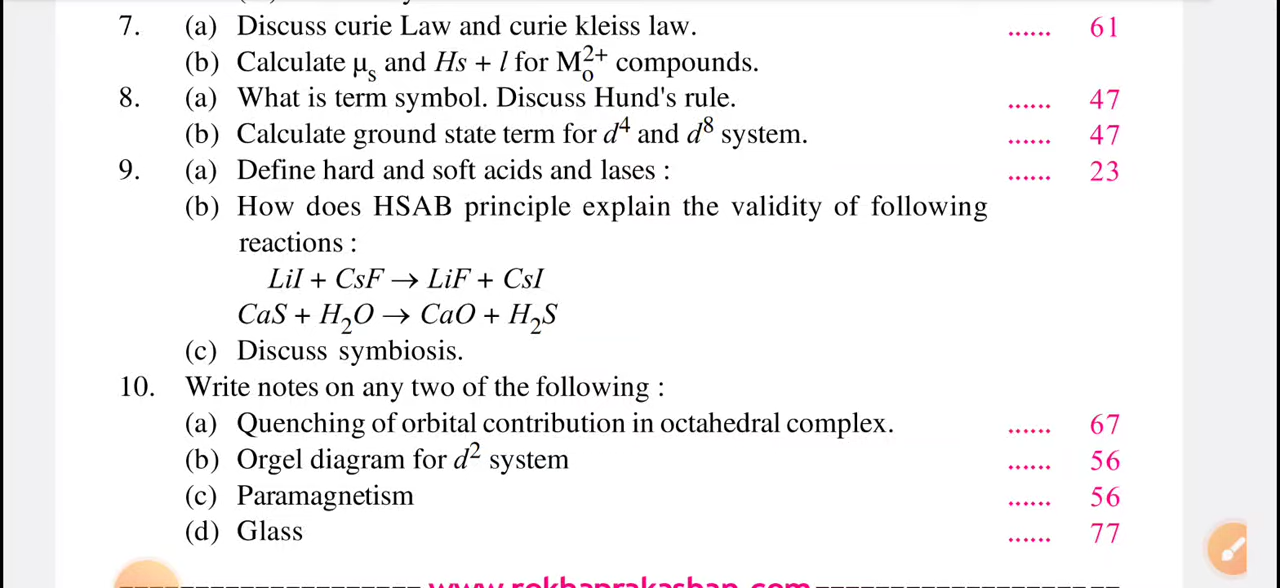 7. (a) Discuss curie Law and curie kleiss law. ...... 61
(b) Calculate μs and Hs + l for Mo2+ compounds.
8. (a) What is term symbol. Discuss Hund's rule. ...... 47
(b) Calculate ground state term for d4 and d8 system. ...... 47
9. (a) Define hard and soft acids and lases : ...... 23
(b) How does HSAB principle explain the validity of following
reactions :
LiI + CsF → LiF + CsI
CaS + H2O → CaO + H2S
(c) Discuss symbiosis.
10. Write notes on any two of the following :
(a) Quenching of orbital contribution in octahedral complex. ...... 67
(b) Orgel diagram for d2 system ...... 56
(c) Paramagnetism ...... 56
(d) Glass ...... 77
www.rokhaprakashan.com